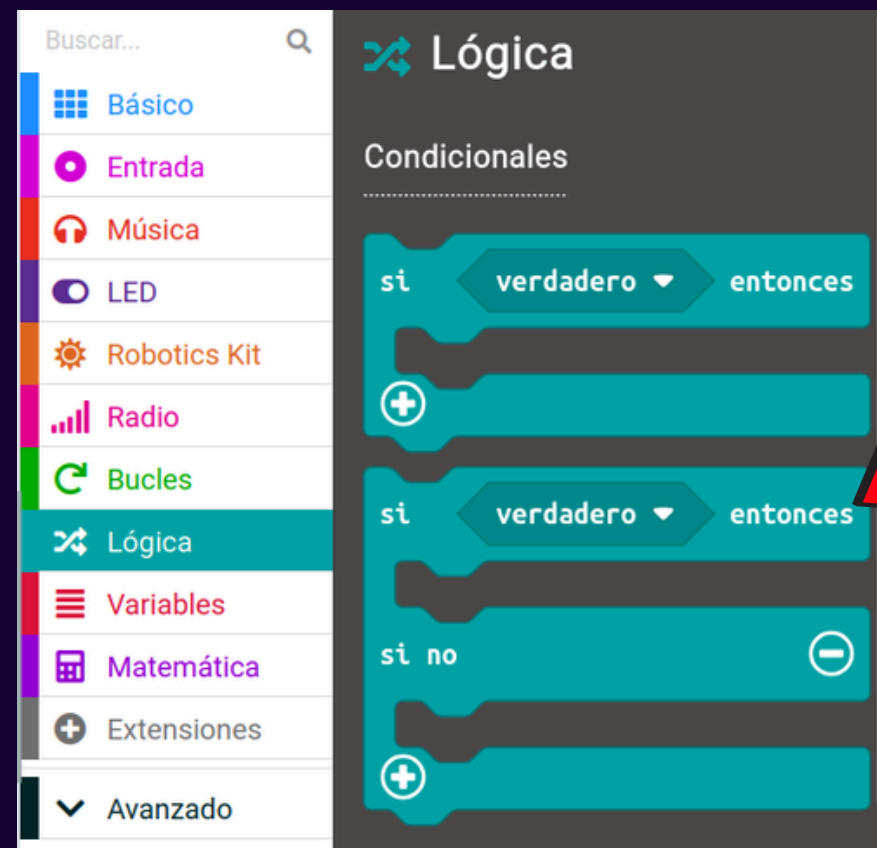 Buscar...
Básico
Entrada
Música
LED
Robotics Kit
Radio
Bucles
Lógica
Variables
Matemática
Extensiones
Avanzado
Lógica
Condicionales
si verdadero entonces
si verdadero entonces
si no